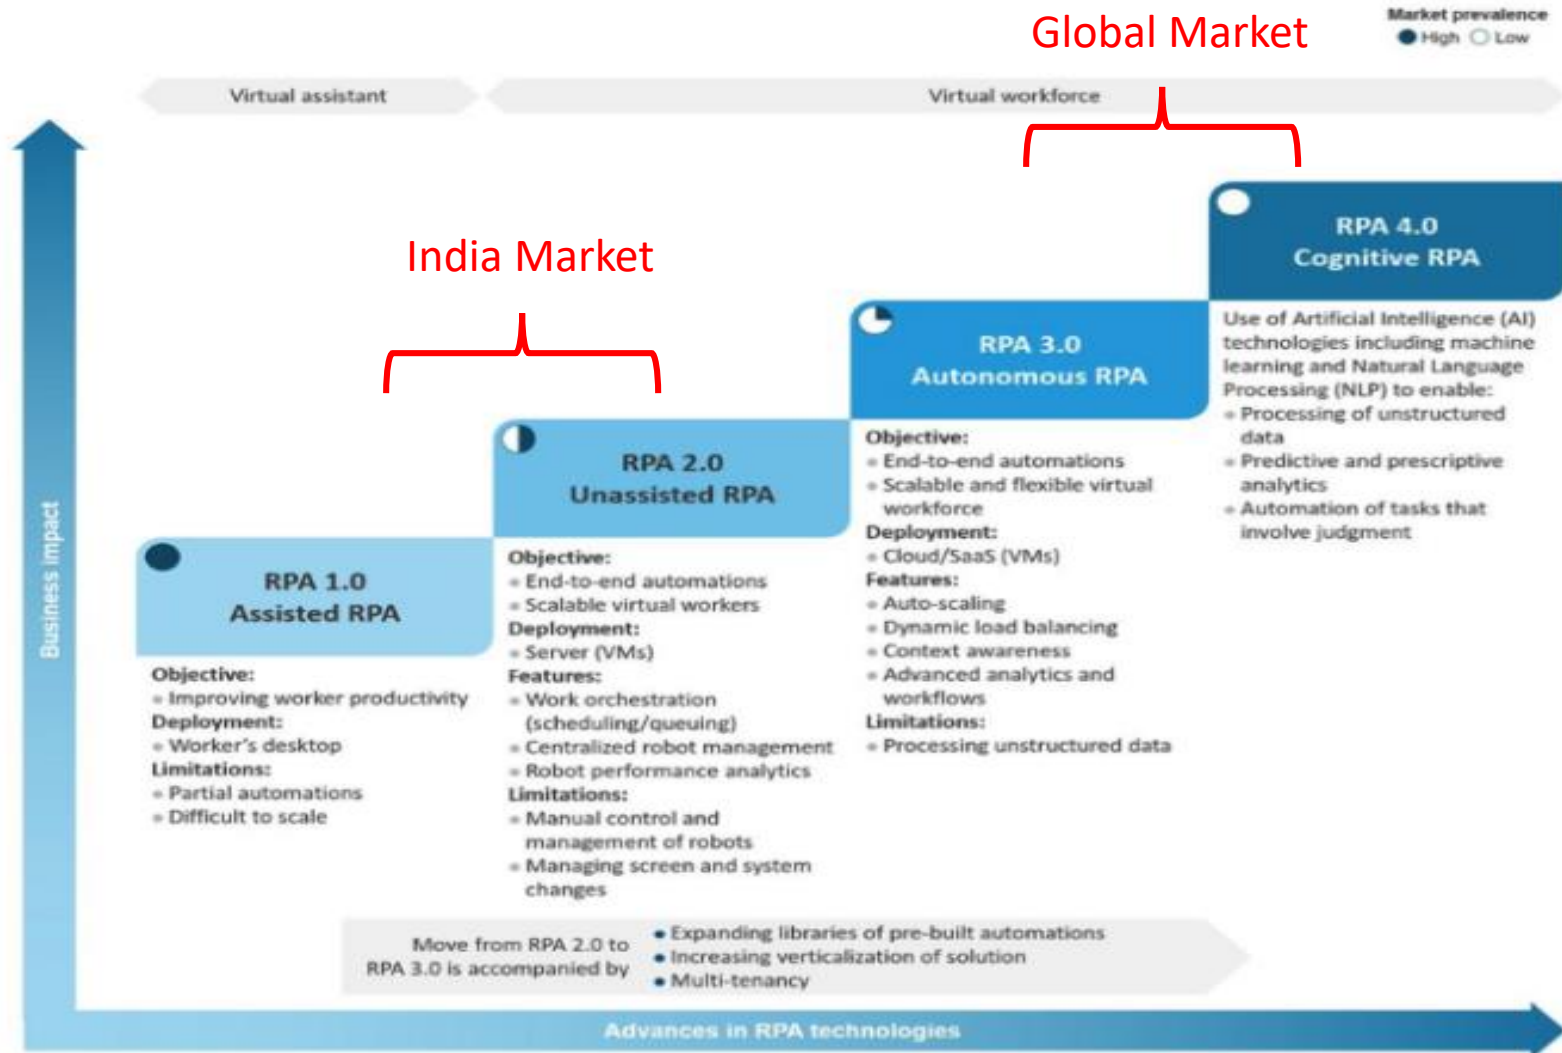 Global Market
Market prevalence
High Low
Virtual assistant
Virtual workforce
India Market
Business impact
RPA 1.0
Assisted RPA
Objective:
Improving worker productivity
Deployment:
Worker's desktop
Limitations:
Partial automations
Difficult to scale
RPA 2.0
Unassisted RPA
Objective:
End-to-end automations
Scalable virtual workers
Deployment:
Server (VMs)
Features:
Work orchestration
(scheduling/queuing)
Centralized robot management
Robot performance analytics
Limitations:
Manual control and
management of robots
Managing screen and system
changes
RPA 3.0
Autonomous RPA
Objective:
End-to-end automations
Scalable and flexible virtual
workforce
Deployment:
Cloud/SaaS (VMs)
Features:
Auto-scaling
Dynamic load balancing
Context awareness
Advanced analytics and
workflows
Limitations:
Processing unstructured data
RPA 4.0
Cognitive RPA
Use of Artificial Intelligence (AI)
technologies including machine
learning and Natural Language
Processing (NLP) to enable:
Processing of unstructured
data
Predictive and prescriptive
analytics
Automation of tasks that
involve judgment
Move from RPA 2.0 to
RPA 3.0 is accompanied by
Expanding libraries of pre-built automations
Increasing verticalization of solution
Multi-tenancy
Advances in RPA technologies